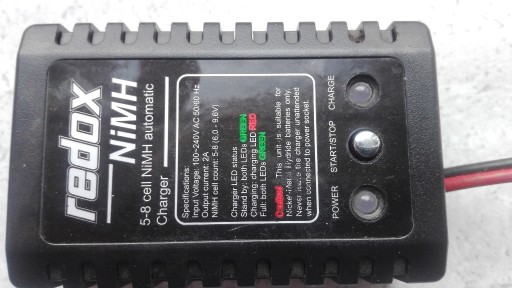 redox
NiMH
5-8 cell NiMH automatic
Charger
Specifications:
Input Voltage: 100~240V AC 50/60 Hz
Output current: 2A
NiMH cell count: 5-8 (6.0 - 9.6V)
Charger LED status
Stand by: both LEDs GREEN
Charging: charging LED RED
Full: both LEDs GREEN
Caution: This unit is suitable for
Nickel-Metal Hydride batteries only.
Never leave the charger unattended
when connected to power socket.
POWER START/STOP CHARGE